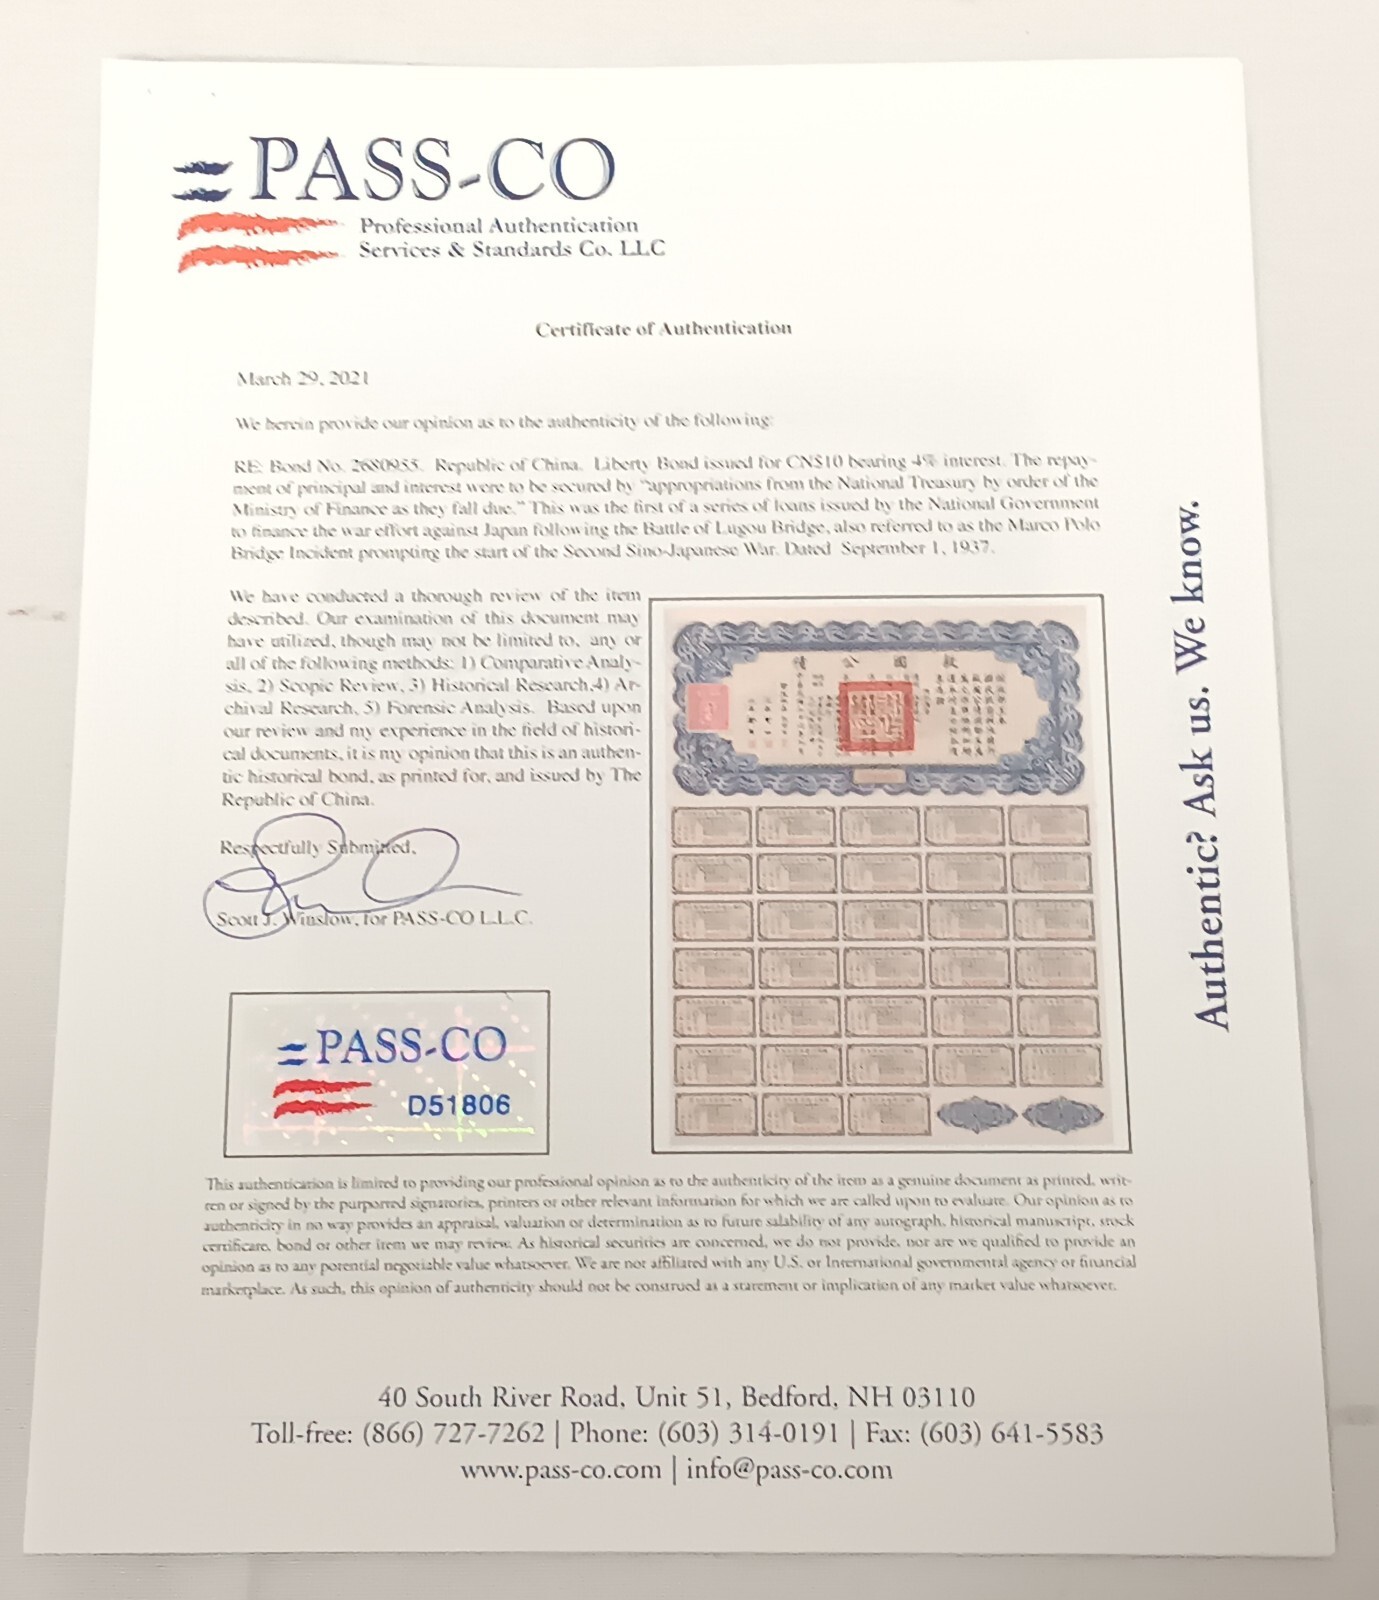 PASS-CO
Professional Authentication
Services & Standards Co. LLC
Certificate of Authentication
March 29, 2021
We herein provide our opinion as to the authenticity of the following:
RE: Bond No. 2680955. Republic of China. Liberty Bond issued for CN$10 bearing 4% interest. The repay-
ment of principal and interest were to be secured by "appropriations from the National Treasury by order of the
Ministry of Finance as they fall due." This was the first of a series of loans issued by the National Government
to finance the war effort against Japan following the Battle of Lugou Bridge, also referred to as the Marco Polo
Bridge Incident prompting the start of the Second Sino-Japanese War. Dated September 1, 1937.
We have conducted a thorough review of the item
described. Our examination of this document may
have utilized, though may not be limited to, any or
all of the following methods: 1) Comparative Analy-
sis, 2) Scopic Review, 3) Historical Research,4) Ar-
chival Research, 5) Forensic Analysis. Based upon
our review and my experience in the field of histori-
cal documents, it is my opinion that this is an authen-
tic historical bond, as printed for, and issued by The
Republic of China.
Respectfully Submitted,
Scott J. Winslow, for PASS-CO L.L.C.
債 公 國 救
PASS-CO
D51806
Authentic? Ask us. We know.
This authentication is limited to providing our professional opinion as to the authenticity of the item as a genuine document as printed, writ-
ten or signed by the purported signatories, printers or other relevant information for which we are called upon to evaluate. Our opinion as to
authenticity in no way provides an appraisal, valuation or determination as to future salability of any autograph, historical manuscript, stock
certificate, bond or other item we may review. As historical securities are concerned, we do not provide, nor are we qualified to provide an
opinion as to any potential negotiable value whatsoever. We are not affiliated with any U.S. or International governmental agency or financial
marketplace. As such, this opinion of authenticity should not be construed as a statement or implication of any market value whatsoever.
40 South River Road, Unit 51, Bedford, NH 03110
Toll-free: (866) 727-7262 | Phone: (603) 314-0191 | Fax: (603) 641-5583
www.pass-co.com | info@pass-co.com